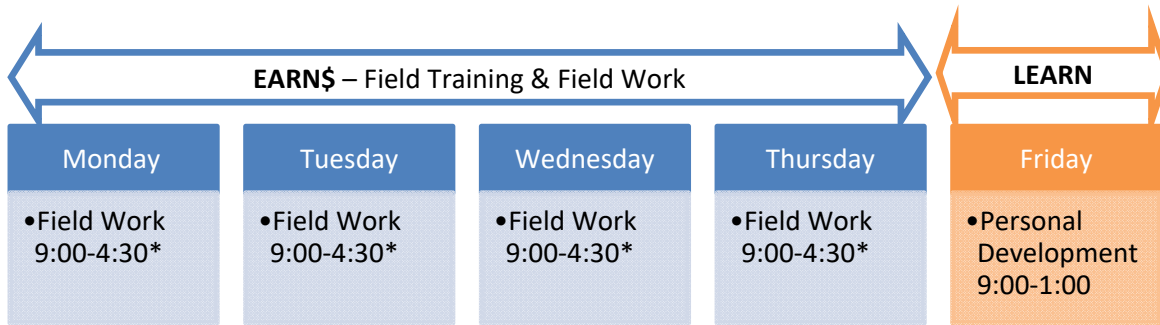 EARN$ – Field Training & Field Work
LEARN
Monday
Tuesday
Wednesday
Thursday
Friday
•Field Work
9:00-4:30*
•Field Work
9:00-4:30*
•Field Work
9:00-4:30*
•Field Work
9:00-4:30*
•Personal
Development
9:00-1:00